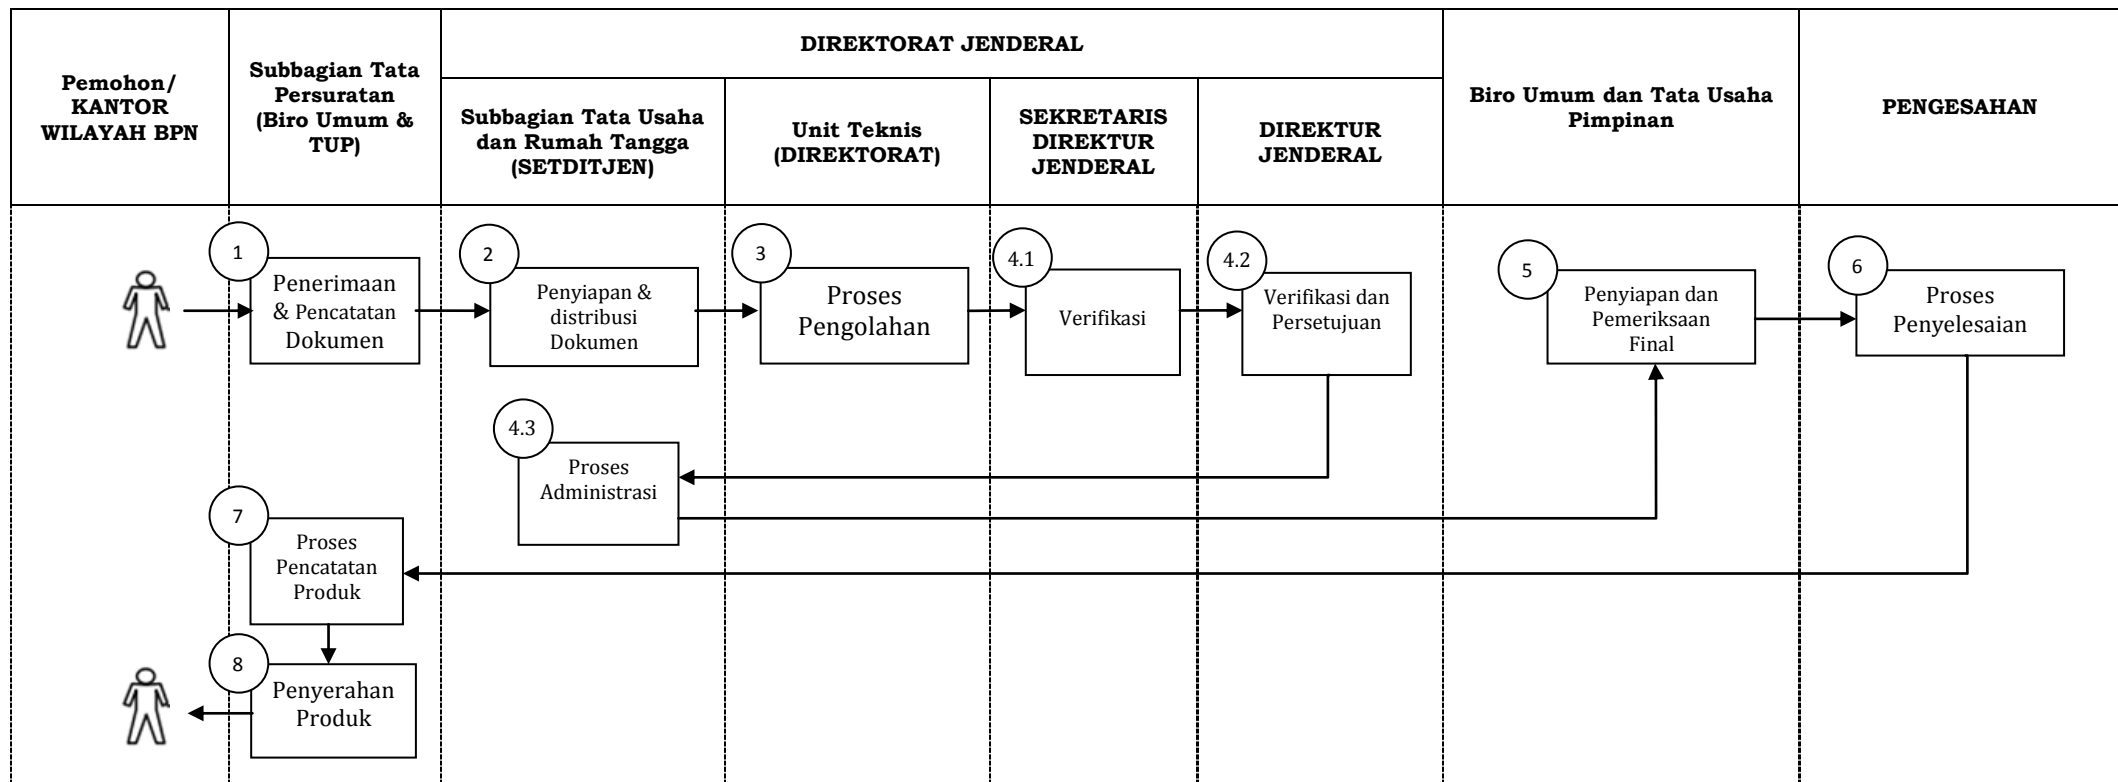 Pemohon/
KANTOR
WILAYAH BPN
Subbagian Tata
Persuratan
(Biro Umum &
TUP)
DIREKTORAT JENDERAL
Subbagian Tata Usaha
dan Rumah Tangga
(SETDITJEN)
Unit Teknis
(DIREKTORAT)
SEKRETARIS
DIREKTUR
JENDERAL
DIREKTUR
JENDERAL
Biro Umum dan Tata Usaha
Pimpinan
PENGESAHAN
1
Penerimaan
& Pencatatan
Dokumen
2
Penyiapan &
distribusi
Dokumen
3
Proses
Pengolahan
4.1
Verifikasi
4.2
Verifikasi dan
Persetujuan
5
Penyiapan dan
Pemeriksaan
Final
6
Proses
Penyelesaian
4.3
Proses
Administrasi
7
Proses
Pencatatan
Produk
8
Penyerahan
Produk